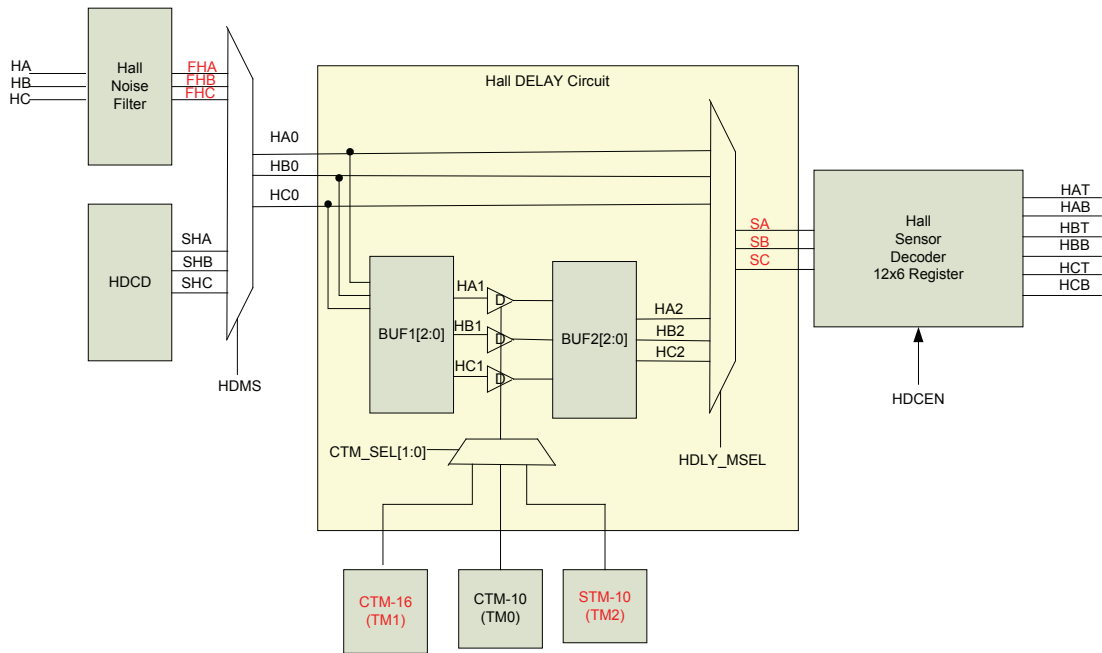 HA
HB
HC
Hall
Noise
Filter
FHA
FHB
FHC
Hall DELAY Circuit
HA0
HB0
HC0
HDCD
SHA
SHB
SHC
HDMS
BUF1[2:0]
HA1
HB1
HC1
D
D
D
BUF2[2:0]
HA2
HB2
HC2
CTM_SEL[1:0]
HDLY_MSEL
SA
SB
SC
Hall
Sensor
Decoder
12x6 Register
HAT
HAB
HBT
HBB
HCT
HCB
HDCEN
CTM-16
(TM1)
CTM-10
(TM0)
STM-10
(TM2)